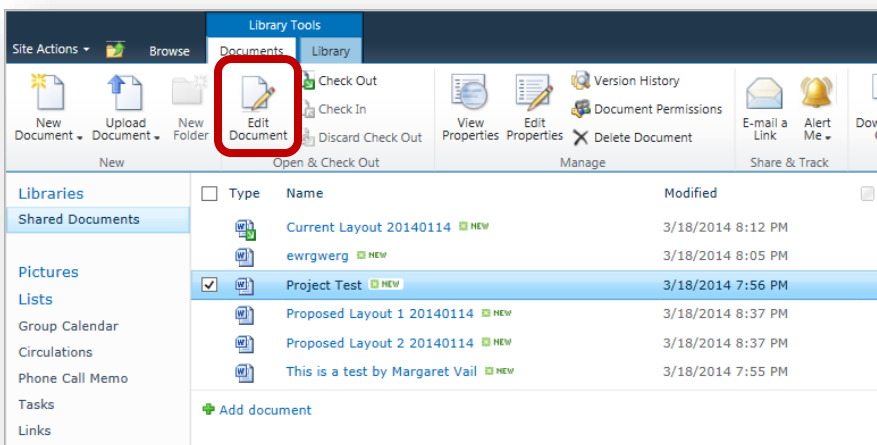 Library Tools
Site Actions Browse Documents Library
New Document
Upload Document
New Folder
Edit Document
Check Out
Check In
Discard Check Out
View Properties
Edit Properties
Version History
Document Permissions
Delete Document
E-mail a Link
Alert Me
New
Open & Check Out
Manage
Share & Track
Libraries
Shared Documents
Pictures
Lists
Group Calendar
Circulations
Phone Call Memo
Tasks
Links
Type Name Modified
Current Layout 20140114 NEW 3/18/2014 8:12 PM
ewrgwerg NEW 3/18/2014 8:05 PM
Project Test NEW 3/18/2014 7:56 PM
Proposed Layout 1 20140114 NEW 3/18/2014 8:37 PM
Proposed Layout 2 20140114 NEW 3/18/2014 8:37 PM
This is a test by Margaret Vail NEW 3/18/2014 7:55 PM
Add document